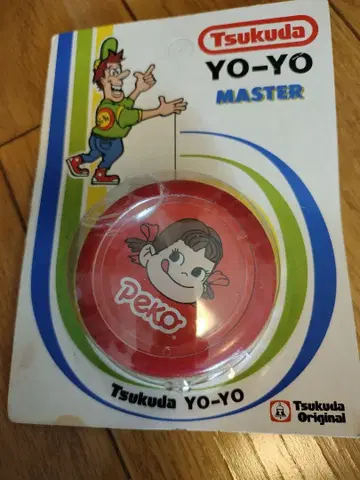 Tsukuda
YO-YO
MASTER
Peko
Tsukuda YO-YO
Tsukuda
Original